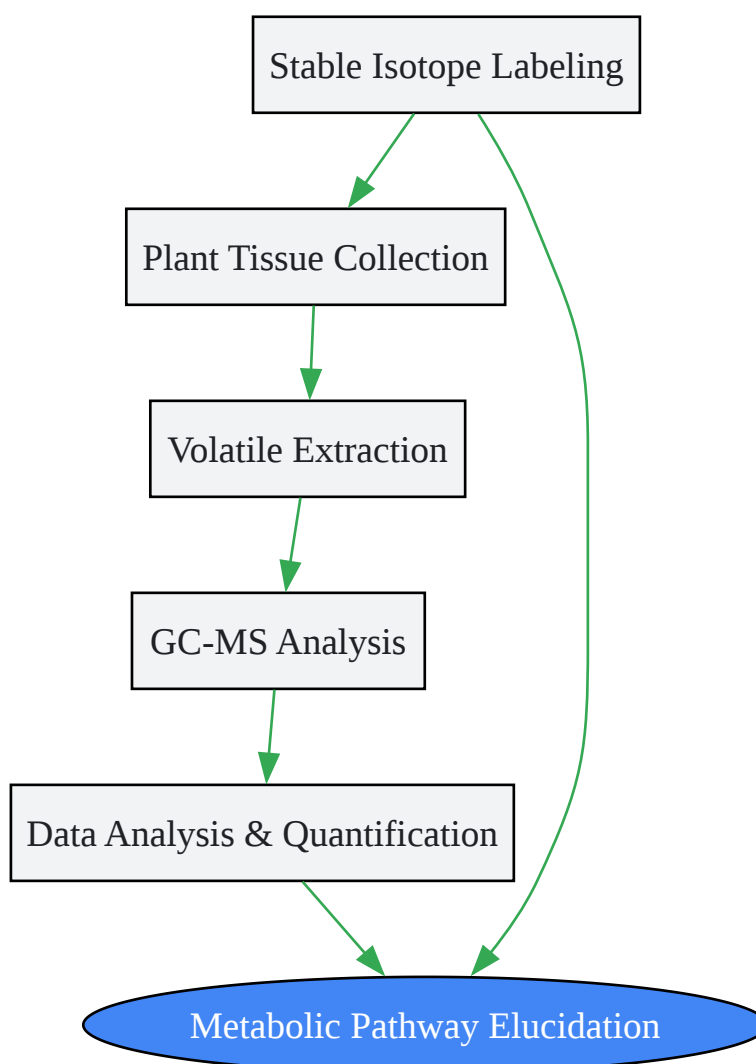 Stable Isotope Labeling
Plant Tissue Collection
Volatile Extraction
GC-MS Analysis
Data Analysis & Quantification
Metabolic Pathway Elucidation